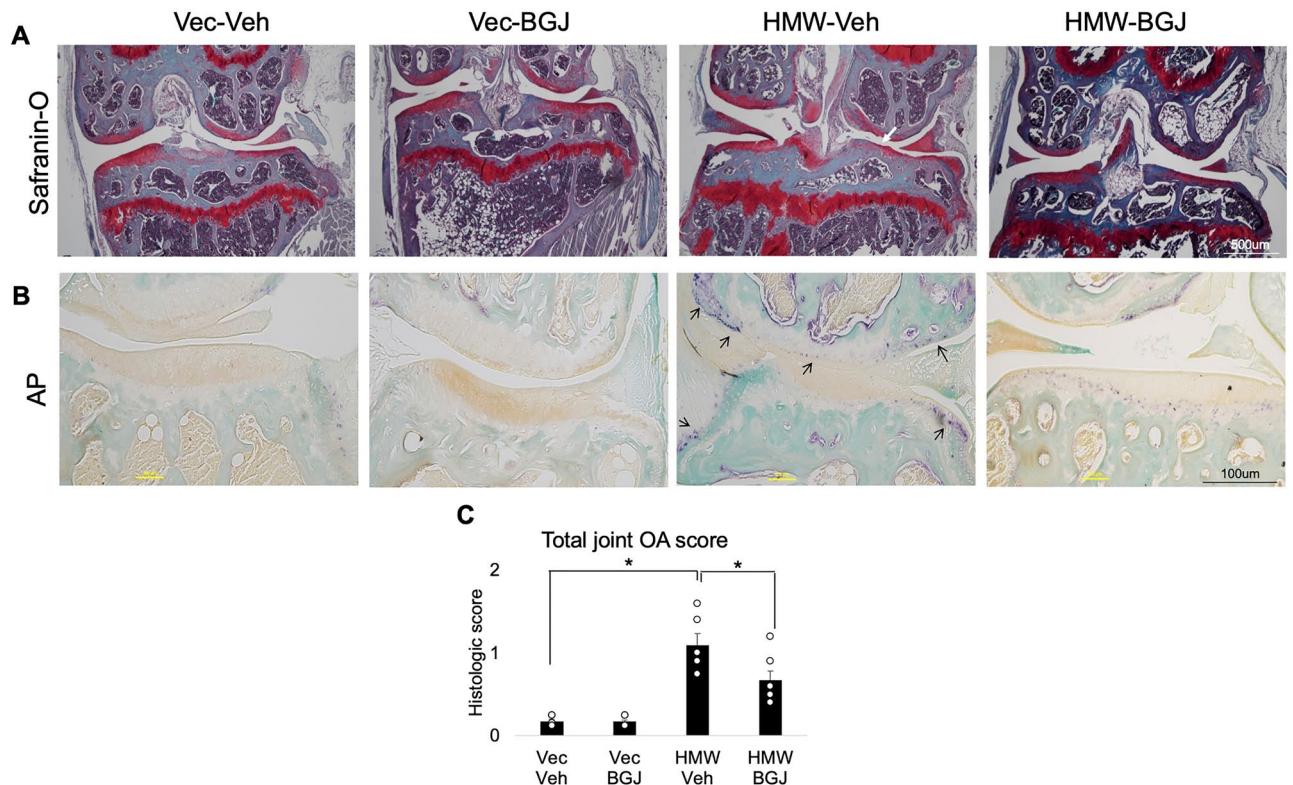 Vec-Veh Vec-BGJ HMW-Veh HMW-BGJ
A
Safranin-O
500um
B
AP
100um
C
Total joint OA score
* *
2
1
0
Histologic score
Vec Vec HMW HMW
Veh BGJ Veh BGJ